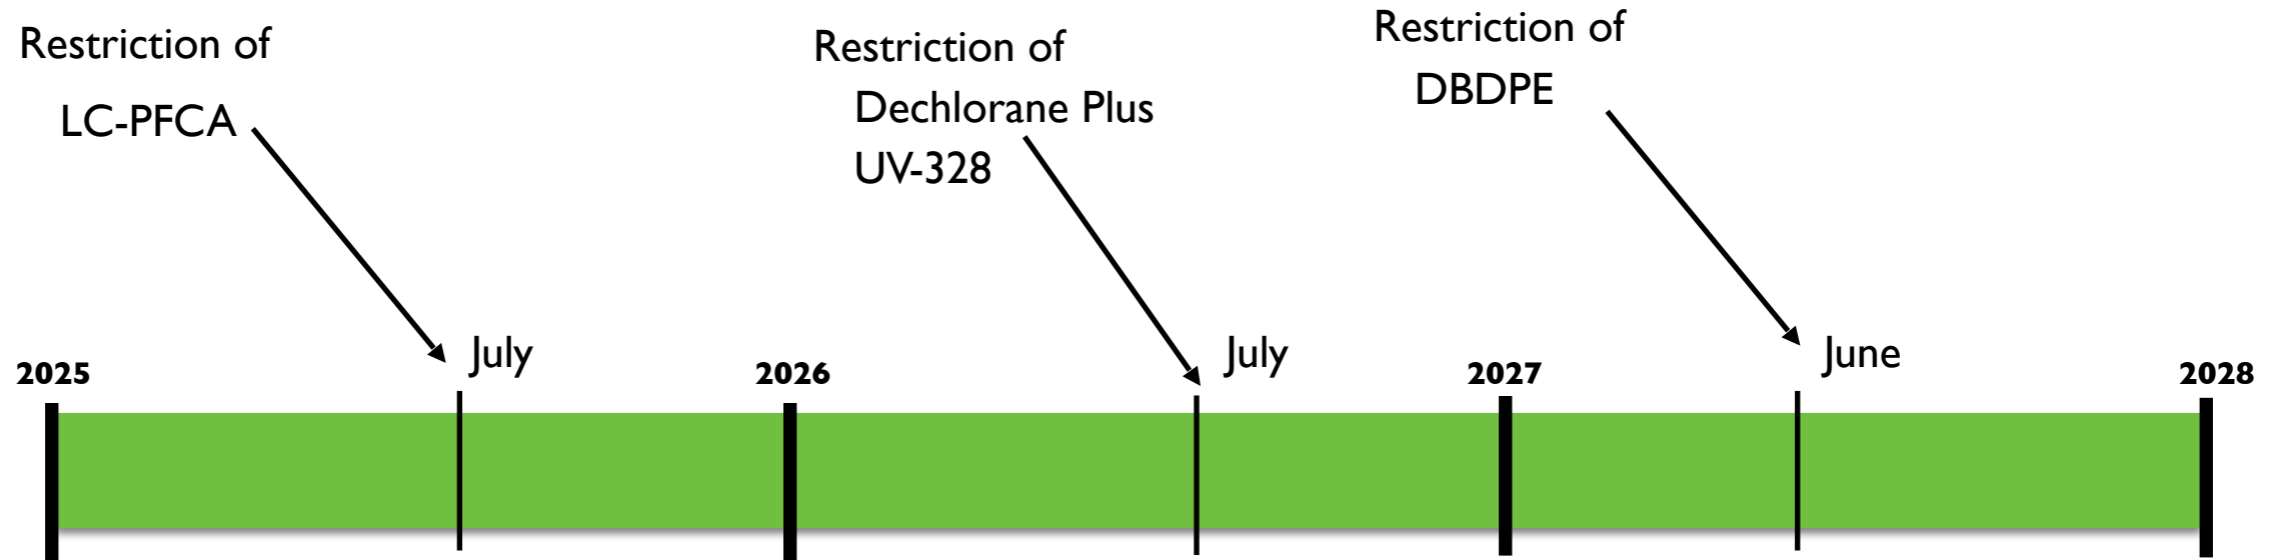 Restriction of
LC-PFCA
Restriction of
Dechlorane Plus
UV-328
Restriction of
DBDPE
July
July
June
2025
2026
2027
2028